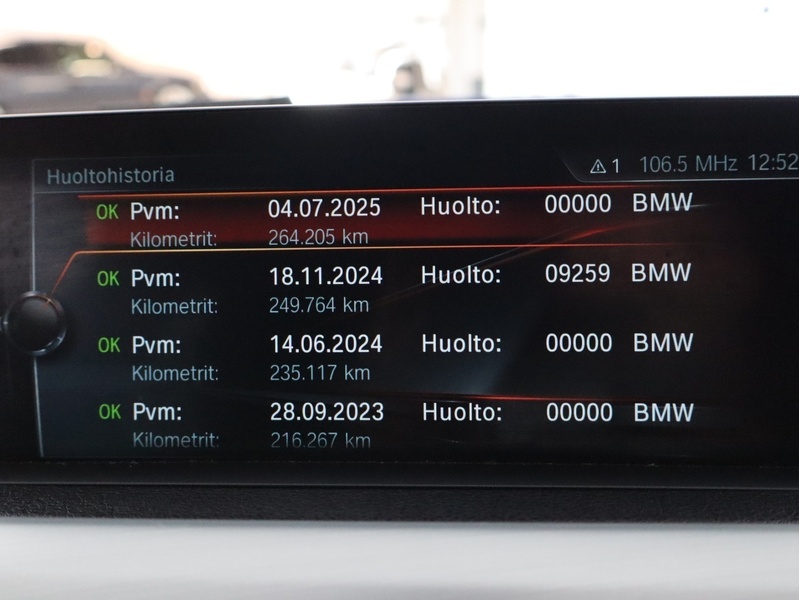 Huoltohistoria
1 106.5 MHz 12:52
OK Pvm: 04.07.2025 Huolto: 00000 BMW
Kilometrit: 264.205 km
OK Pvm: 18.11.2024 Huolto: 09259 BMW
Kilometrit: 249.764 km
OK Pvm: 14.06.2024 Huolto: 00000 BMW
Kilometrit: 235.117 km
OK Pvm: 28.09.2023 Huolto: 00000 BMW
Kilometrit: 216.267 km